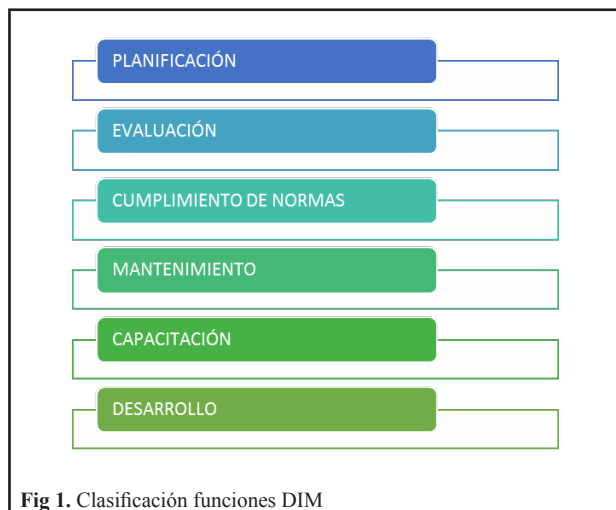 PLANIFICACIÓN
EVALUACIÓN
CUMPLIMIENTO DE NORMAS
MANTENIMIENTO
CAPACITACIÓN
DESARROLLO
Fig 1. Clasificación funciones DIM